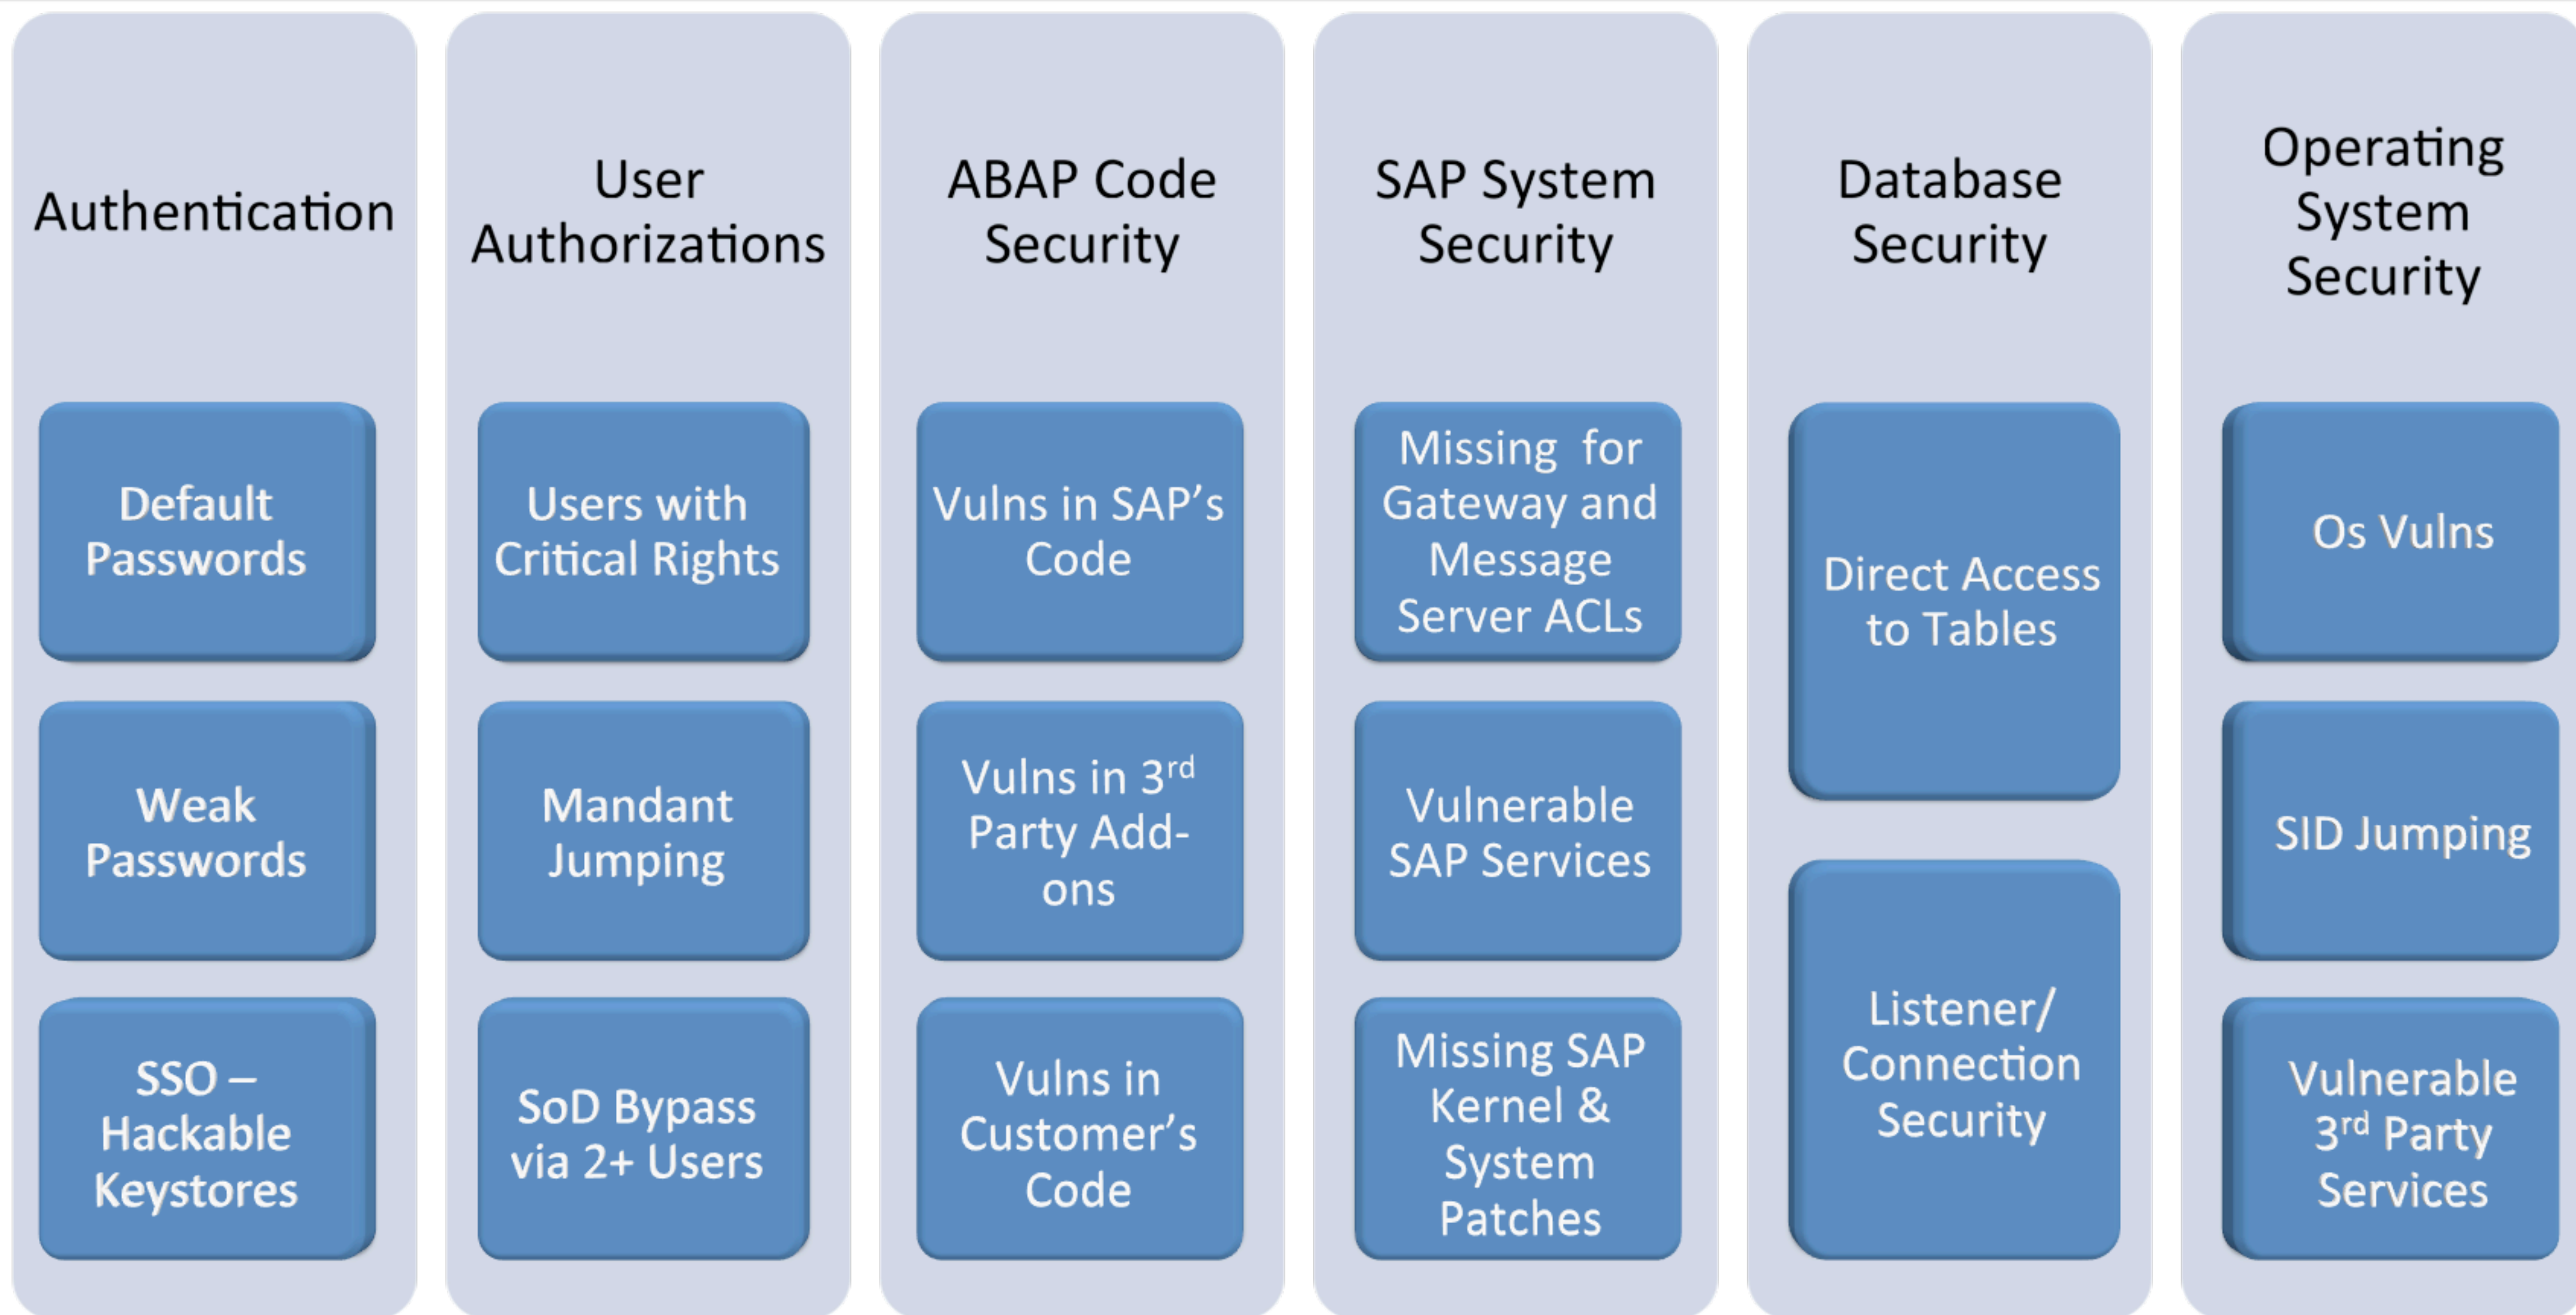 Authentication
Default
Passwords
Weak
Passwords
SSO –
Hackable
Keystores
User
Authorizations
Users with
Critical Rights
Mandant
Jumping
SoD Bypass
via 2+ Users
ABAP Code
Security
Vulns in SAP’s
Code
Vulns in 3rd
Party Add-
ons
Vulns in
Customer’s
Code
SAP System
Security
Missing for
Gateway and
Message
Server ACLs
Vulnerable
SAP Services
Missing SAP
Kernel &
System
Patches
Database
Security
Direct Access
to Tables
Listener/
Connection
Security
Operating
System
Security
Os Vulns
SID Jumping
Vulnerable
3rd Party
Services